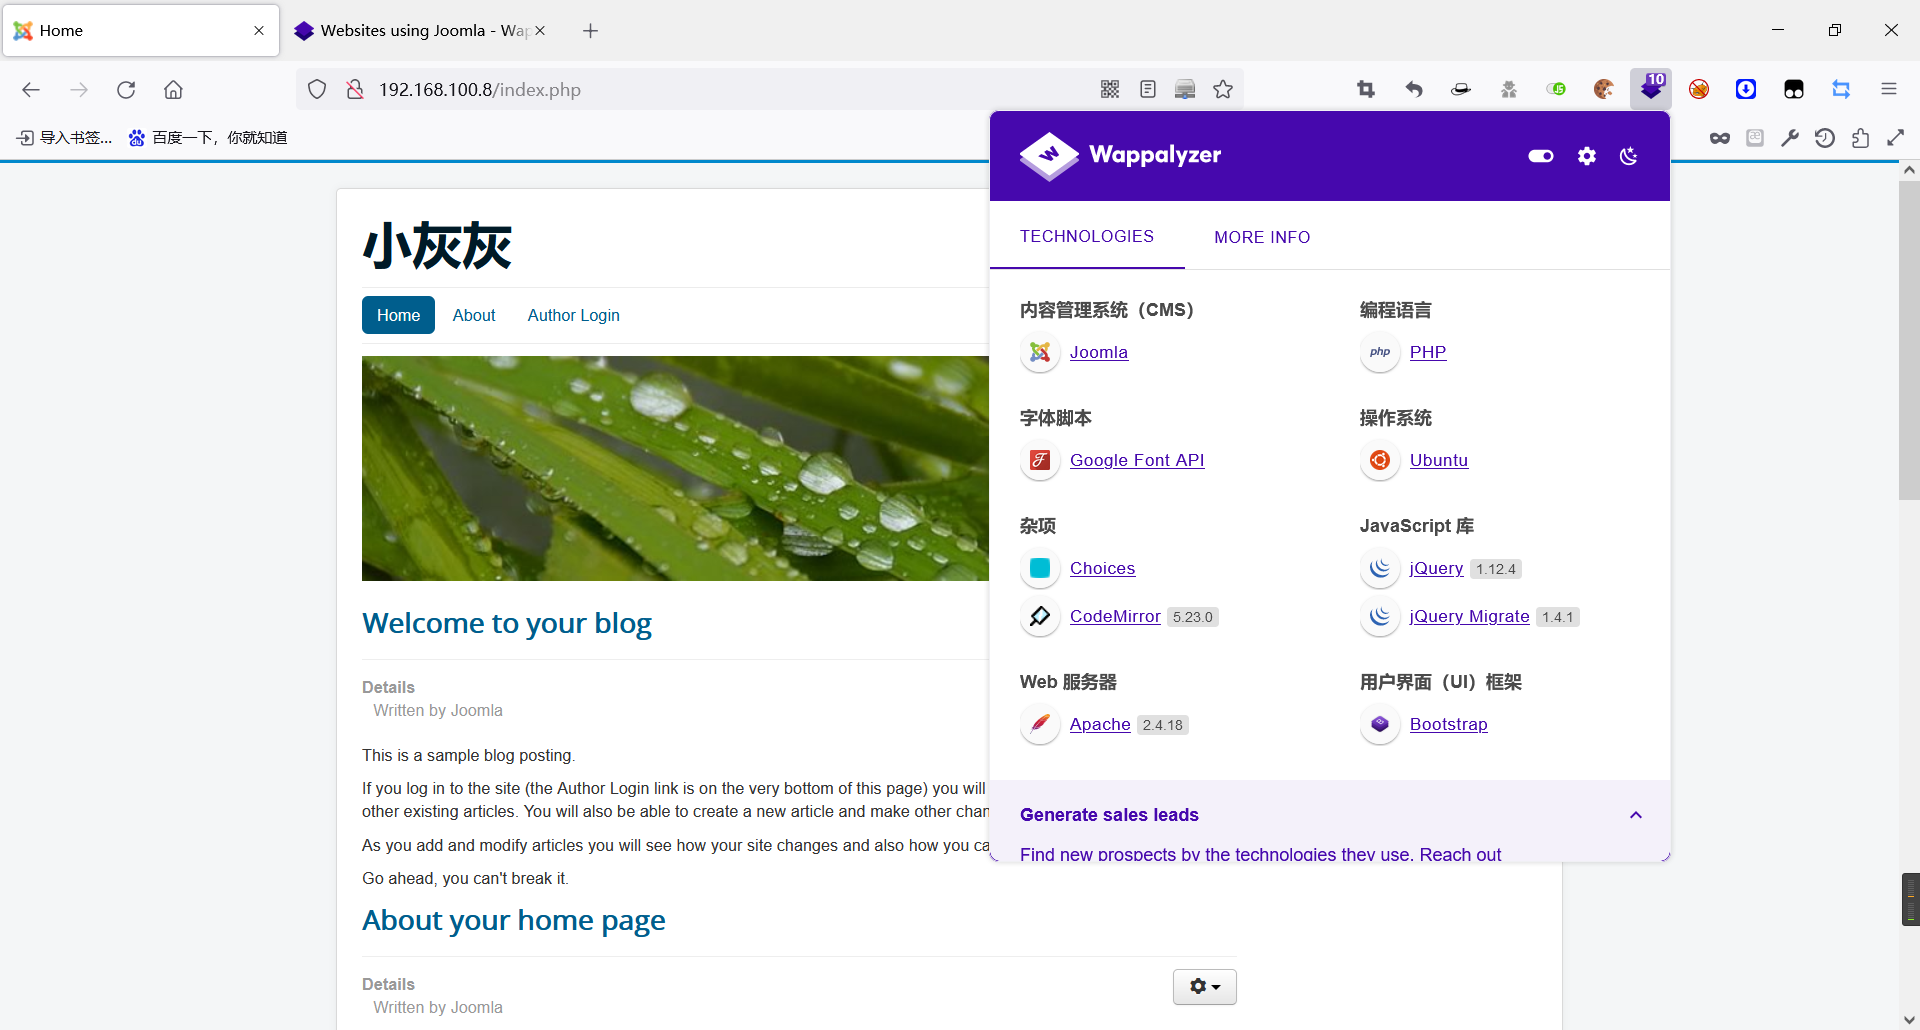 Home
Websites using Joomla - Wap
192.168.100.8/index.php
10
导入书签...
百度一下，你就知道
小灰灰
Home
About
Author Login
Welcome to your blog
Details
Written by Joomla
This is a sample blog posting.
If you log in to the site (the Author Login link is on the very bottom of this page) you will
other existing articles. You will also be able to create a new article and make other chan
As you add and modify articles you will see how your site changes and also how you ca
Go ahead, you can't break it.
About your home page
Details
Written by Joomla
Wappalyzer
TECHNOLOGIES
MORE INFO
内容管理系统（CMS）
Joomla
编程语言
php PHP
字体脚本
Google Font API
操作系统
Ubuntu
杂项
Choices
CodeMirror 5.23.0
JavaScript 库
jQuery 1.12.4
jQuery Migrate 1.4.1
Web 服务器
Apache 2.4.18
用户界面（UI）框架
Bootstrap
Generate sales leads
Find new prospects by the technologies they use. Reach out